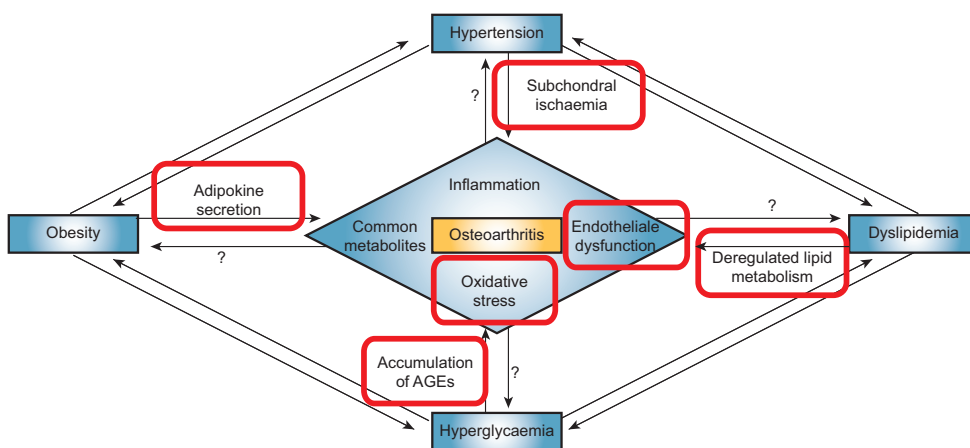 Hypertension
Subchondral
ischaemia
?
Inflammation
Adipokine
secretion
Obesity
Common
metabolites
Osteoarthritis
Endotheliale
dysfunction
?
Dyslipidemia
?
Deregulated lipid
metabolism
Oxidative
stress
Accumulation
of AGEs
?
Hyperglycaemia